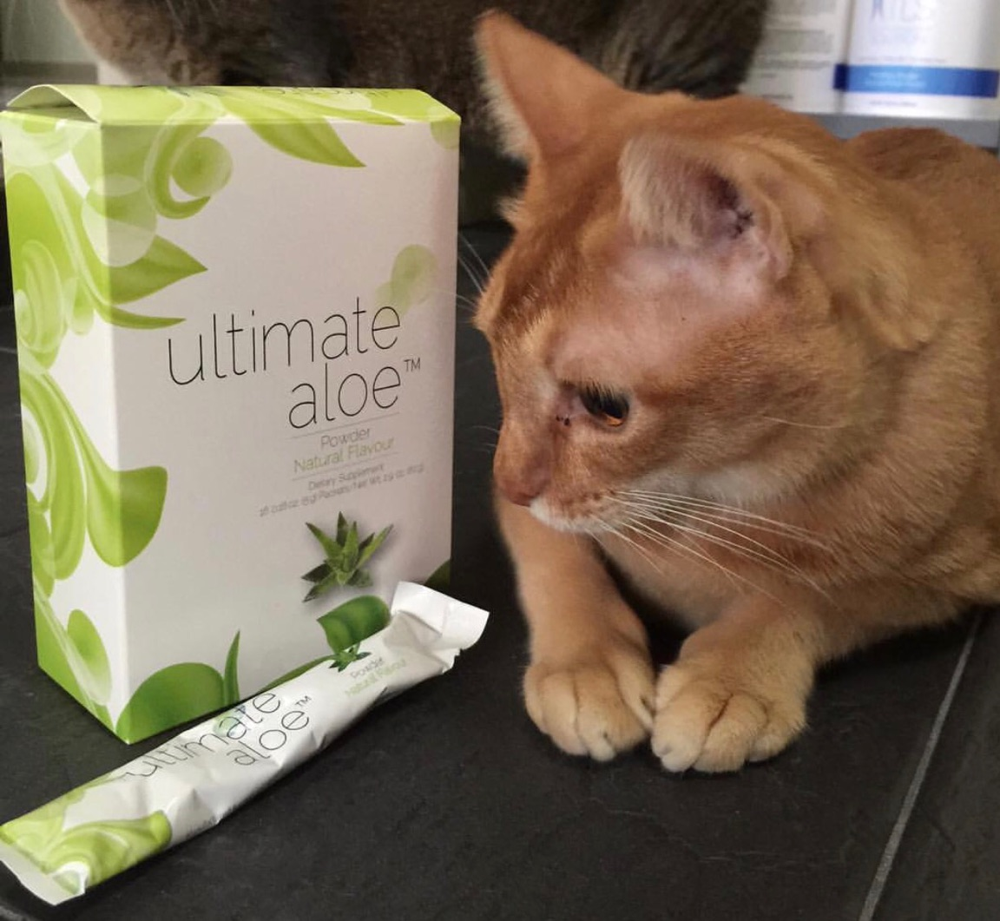 ultimate
aloe™
Powder
Natural Flavour
Dietary Supplement
ultimate
aloe™
Powder
Natural Flavour